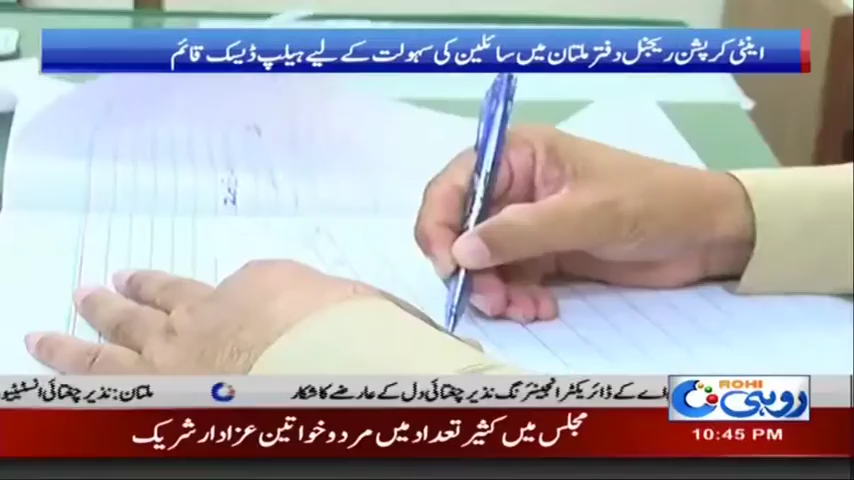 اینٹی کرپشن ریجنل دفتر ملتان میں سائلین کی سہولت کے لیے ہیلپ ڈیسک قائم
اے کے ڈائریکٹر انجینئرنگ نذیر چغتائی دل کے عارضے کا شکار
ملتان: نذیر چغتائی انسٹیٹیو
ROHI
روہی
مجلس میں کثیر تعداد میں مرد و خواتین عزادار شریک
10:45 PM